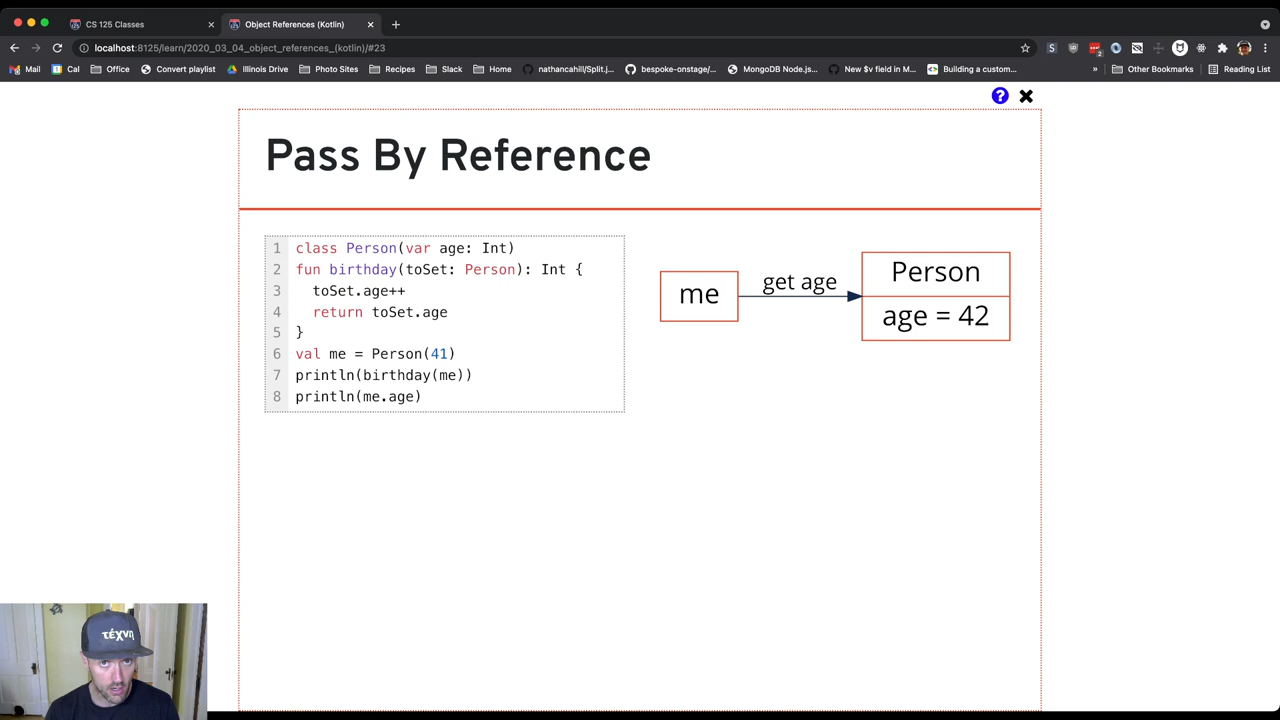 CS 125 Classes
Object References (Kotlin)
localhost:8125/learn/2020_03_04_object_references_(kotlin)/#23
Mail
Cal
Office
Convert playlist
Illinois Drive
Photo Sites
Recipes
Slack
Home
nathancahill/Split.j...
bespoke-onstage/...
MongoDB Node.js...
New $v field in M...
Building a custom...
»
Other Bookmarks
Reading List
?
Pass By Reference
1 class Person(var age: Int)
2 fun birthday(toSet: Person): Int {
3 toSet.age++
4 return toSet.age
5 }
6 val me = Person(41)
7 println(birthday(me))
8 println(me.age)
me
get age
Person
age = 42
τέχνη